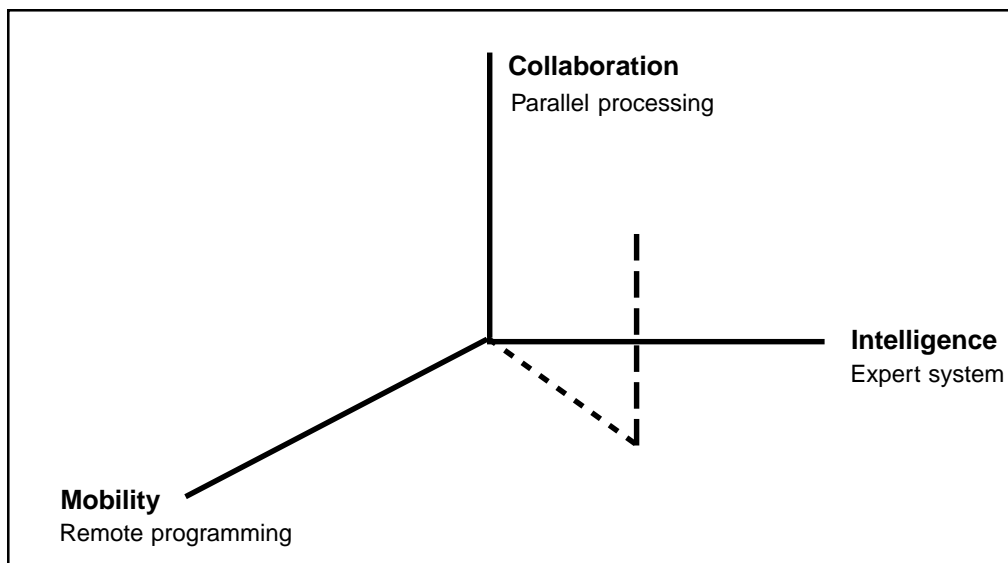 Collaboration
Parallel processing
Intelligence
Expert system
Mobility
Remote programming